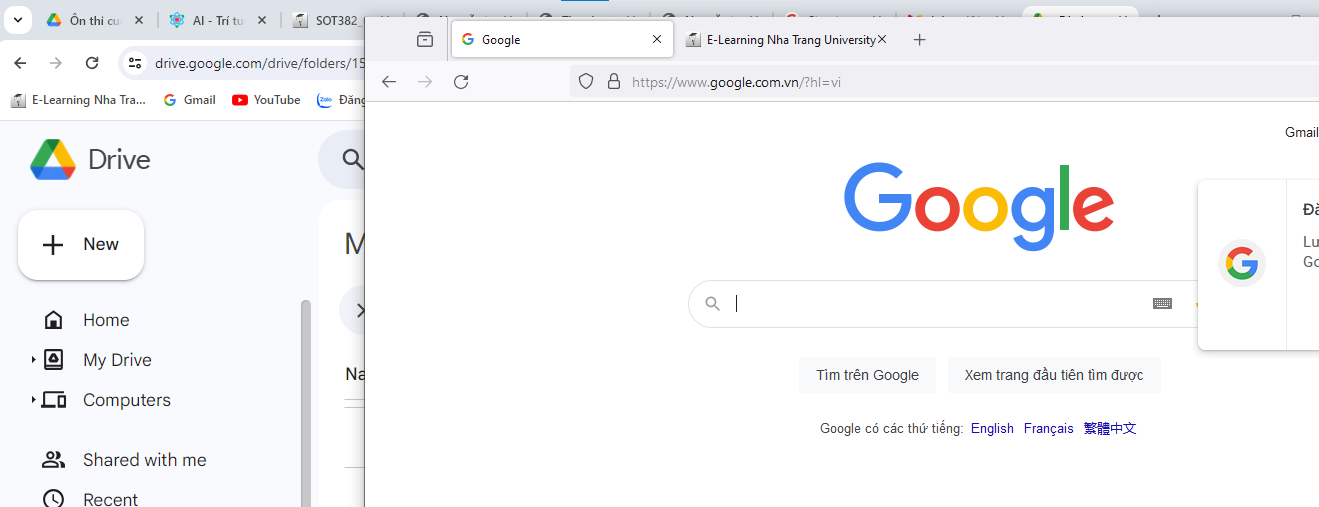 Ôn thi cu
AI - Trí tu
SOT382_
drive.google.com/drive/folders/15
E-Learning Nha Tra...
Gmail
YouTube
Zalo
Đăng
Drive
New
Home
My Drive
Computers
Shared with me
Recent
M
Na
Google
E-Learning Nha Trang University
https://www.google.com.vn/?hl=vi
Gmail
Google
Đă
Lu
Go
Tìm trên Google
Xem trang đầu tiên tìm được
Google có các thứ tiếng: English Français 繁體中文